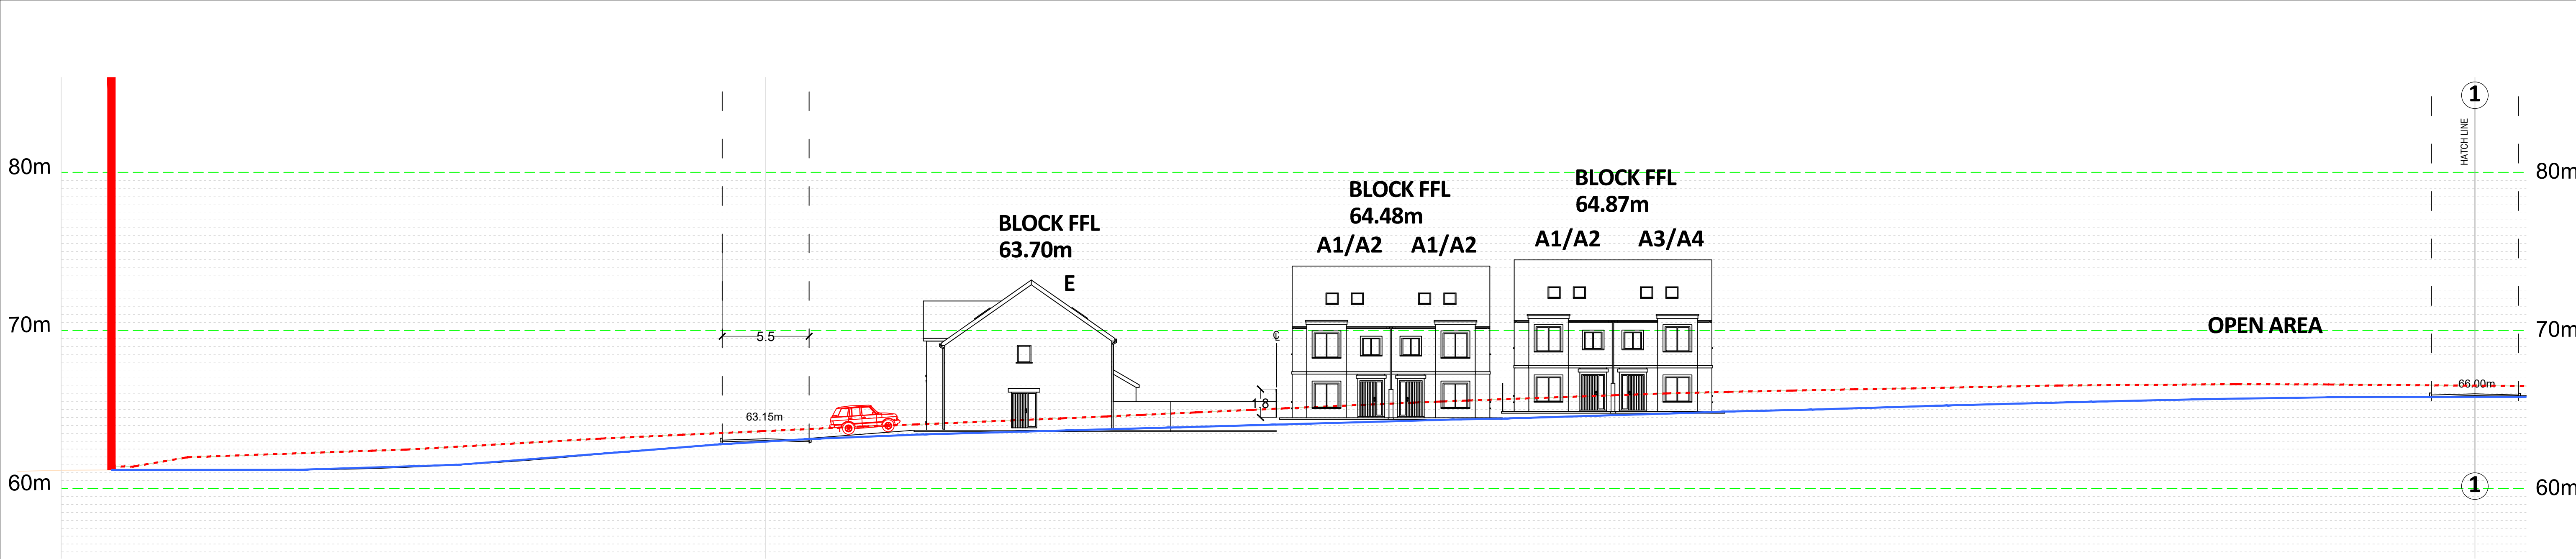 1
HATCH LINE
80m
80m
BLOCK FFL
64.87m
BLOCK FFL
64.48m
BLOCK FFL
63.70m
A1/A2
A3/A4
A1/A2
A1/A2
E
70m
70m
OPEN AREA
5.5
℄
66.00m
1.8
63.15m
60m
60m
1